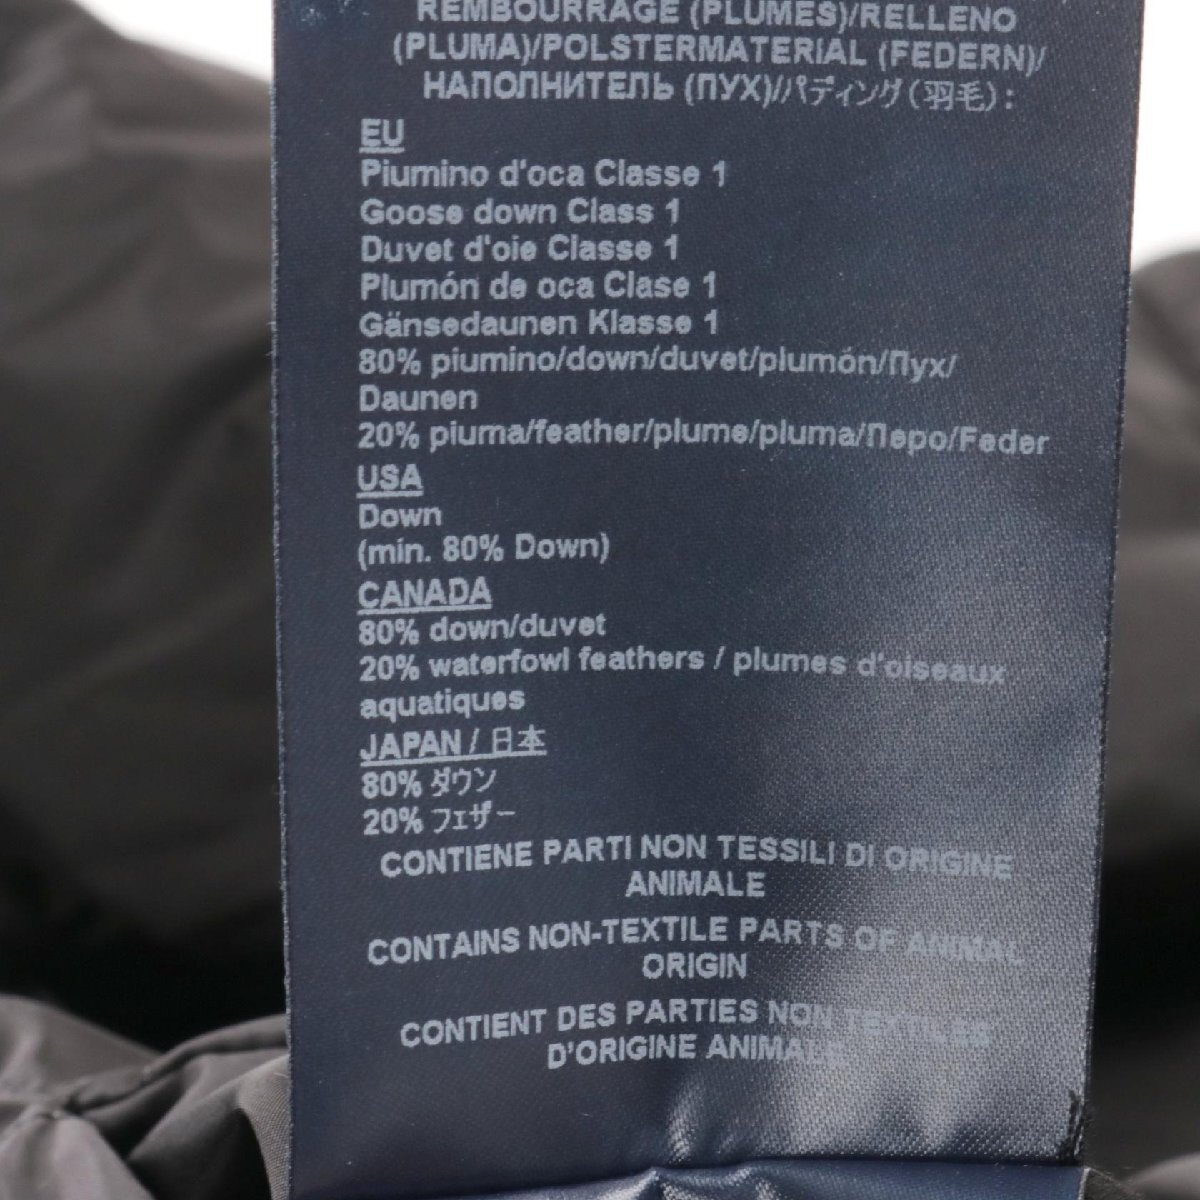 REMBOURRAGE (PLUMES)/RELLENO
(PLUMA)/POLSTERMATERIAL (FEDERN)/
НАПОЛНИТЕЛЬ (ПУХ)//パディング(羽毛):
EU
Piumino d'oca Classe 1
Goose down Class 1
Duvet d'oie Classe 1
Plumón de oca Clase 1
Gänsedaunen Klasse 1
80% piumino/down/duvet/plumón/Пух/
Daunen
20% piuma/feather/plume/pluma/Перо/Feder
USA
Down
(min. 80% Down)
CANADA
80% down/duvet
20% waterfowl feathers / plumes d'oiseaux
aquatiques
JAPAN / 日本
80% ダウン
20% フェザー
CONTIENE PARTI NON TESSILI DI ORIGINE
ANIMALE
CONTAINS NON-TEXTILE PARTS OF ANIMAL
ORIGIN
CONTIENT DES PARTIES NON TEXTILES
D'ORIGINE ANIMALE